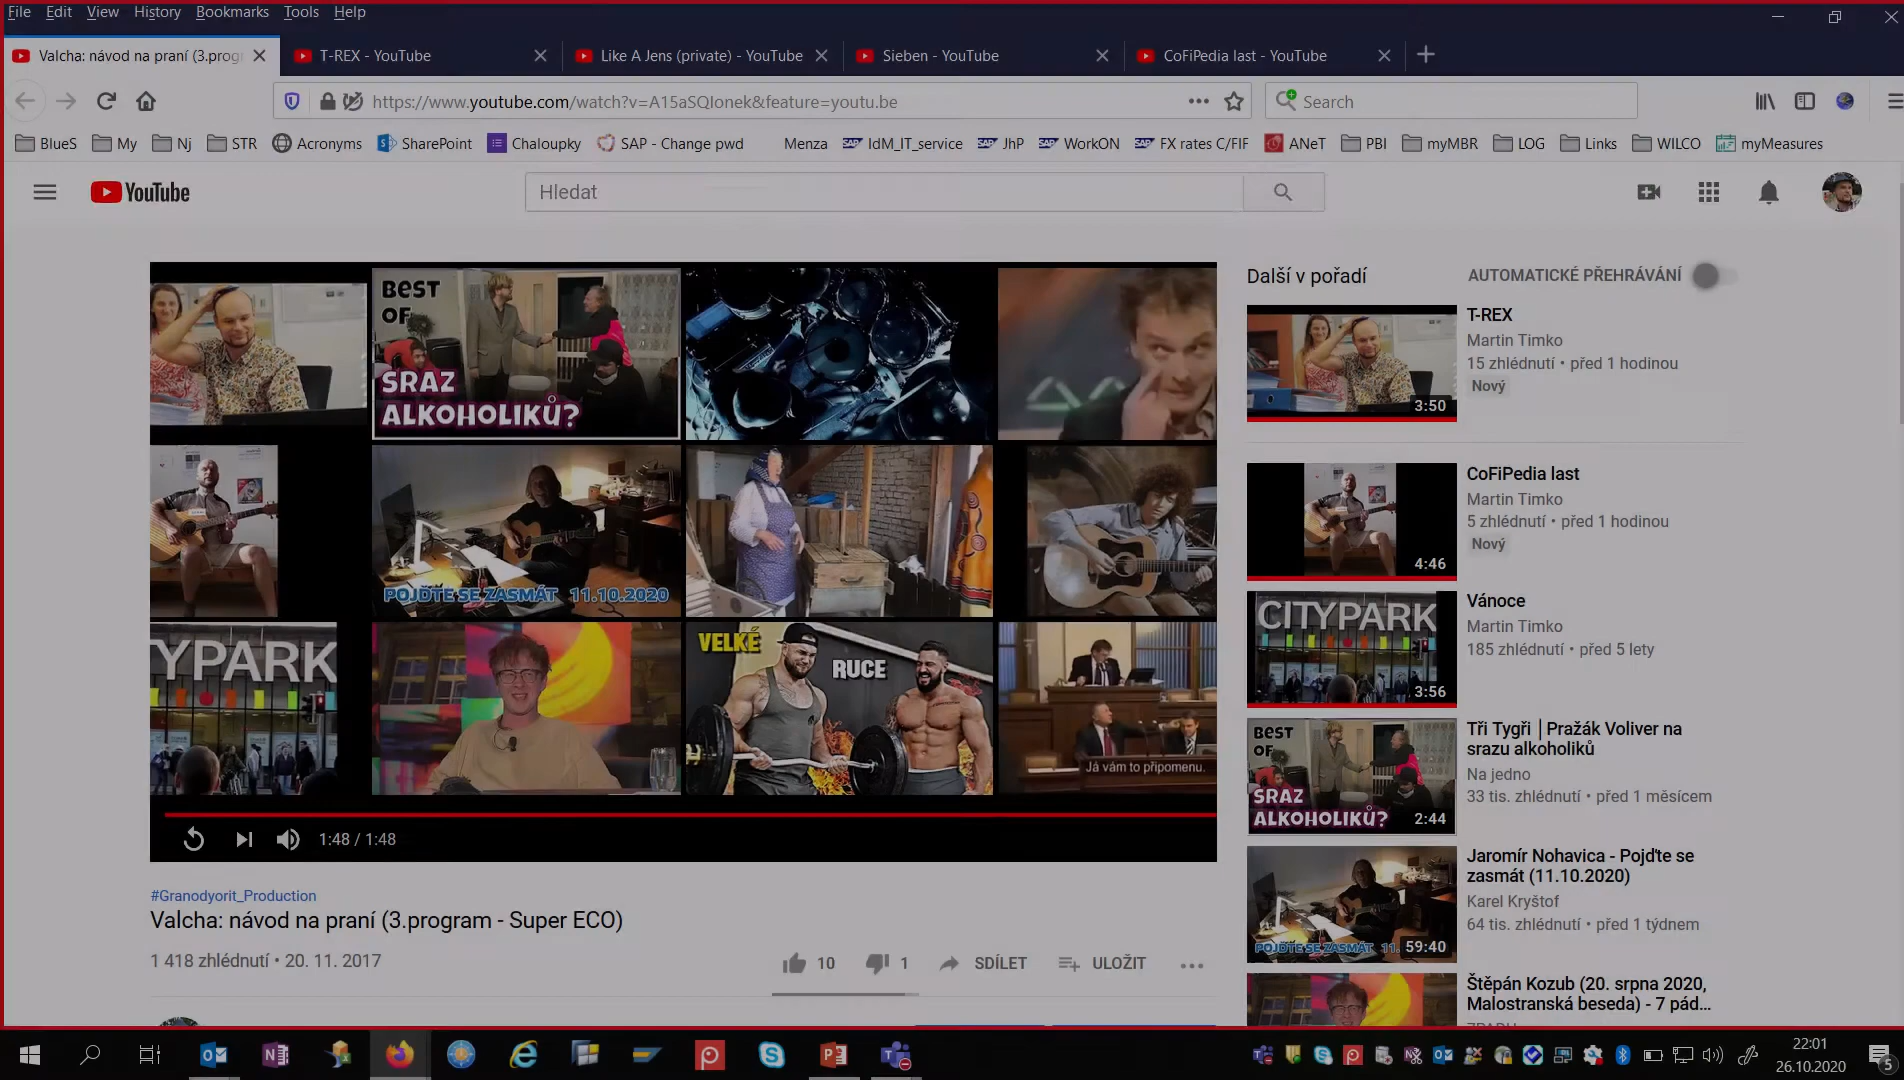 File Edit View History Bookmarks Tools Help
Valcha: návod na praní (3.prog
T-REX - YouTube
Like A Jens (private) - YouTube
Sieben - YouTube
CoFiPedia last - YouTube
https://www.youtube.com/watch?v=A15aSQIonek&feature=youtu.be
Search
BlueS My Nj STR Acronyms SharePoint Chaloupky SAP - Change pwd Menza IdM_IT_service JhP WorkON FX rates C/FIF ANeT PBI myMBR LOG Links WILCO myMeasures
YouTube
Hledat
BEST
OF
SRAZ
ALKOHOLIKŮ?
POJĎTE SE ZASMÁT 11.10.2020
YPARK
VELKÉ
RUCE
Já vám to připomenu.
1:48 / 1:48
#Granodyorit_Production
Valcha: návod na praní (3.program - Super ECO)
1 418 zhlédnutí • 20. 11. 2017
10 1 SDÍLET ULOŽIT
Další v pořadí
AUTOMATICKÉ PŘEHRÁVÁNÍ
3:50
T-REX
Martin Timko
15 zhlédnutí • před 1 hodinou
Nový
4:46
CoFiPedia last
Martin Timko
5 zhlédnutí • před 1 hodinou
Nový
CITYPARK
3:56
Vánoce
Martin Timko
185 zhlédnutí • před 5 lety
BEST
OF
SRAZ
ALKOHOLIKŮ?
2:44
Tři Tygři │Pražák Voliver na
srazu alkoholiků
Na jedno
33 tis. zhlédnutí • před 1 měsícem
POJĎTE SE ZASMÁT 11.
59:40
Jaromír Nohavica - Pojďte se
zasmát (11.10.2020)
Karel Kryštof
64 tis. zhlédnutí • před 1 týdnem
Štěpán Kozub (20. srpna 2020,
Malostranská beseda) - 7 pád...
22:01
26.10.2020
5